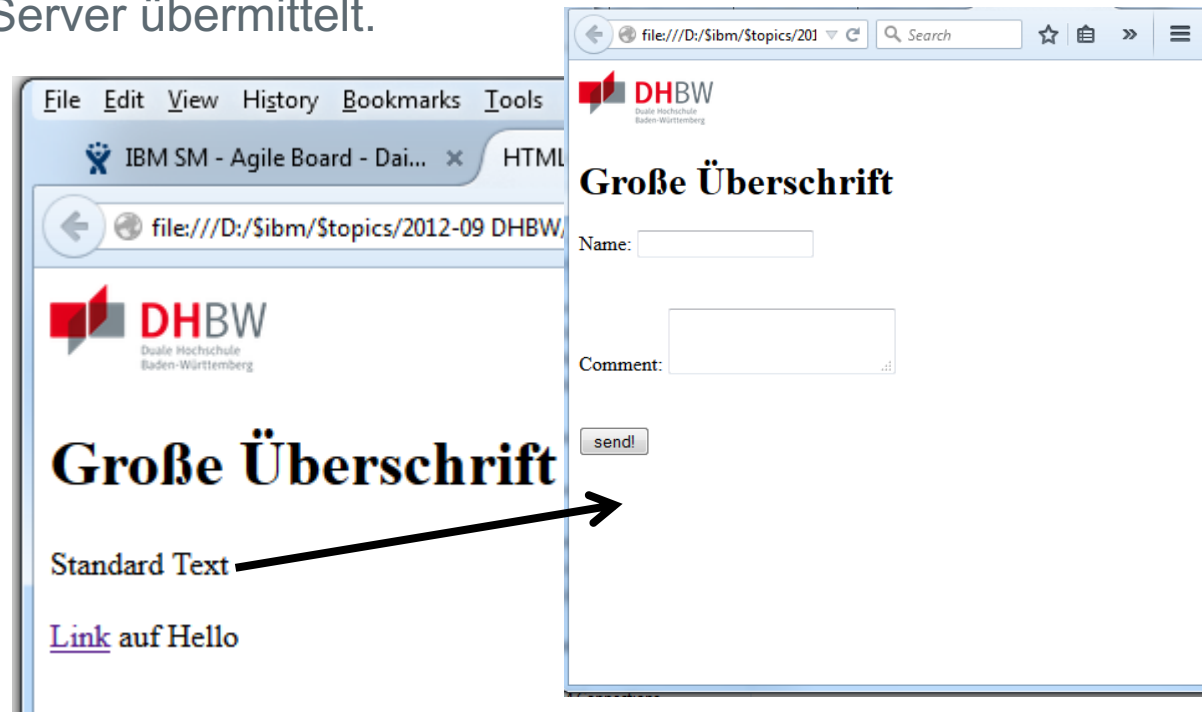 Server übermittelt.
File Edit View History Bookmarks Tools
IBM SM - Agile Board - Dai... × HTML
file:///D:/$ibm/$topics/2012-09 DHBW/
DHBW
Duale Hochschule
Baden-Württemberg
Große Überschrift
Standard Text
Link auf Hello
file:///D:/$ibm/$topics/201
Search
DHBW
Duale Hochschule
Baden-Württemberg
Große Überschrift
Name:
Comment:
send!